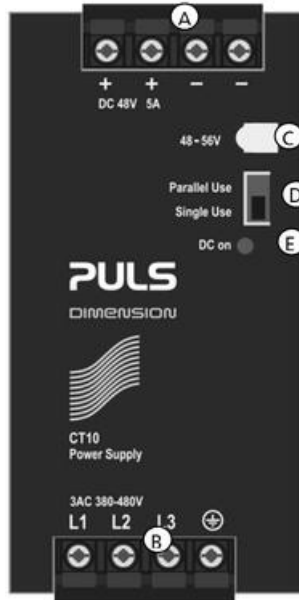 A
+ + − −
DC 48V 5A
48-56V C
Parallel Use
D
Single Use
DC on E
PULS
DIMENSION
CT10
Power Supply
3AC 380-480V
L1 L2 L3
B